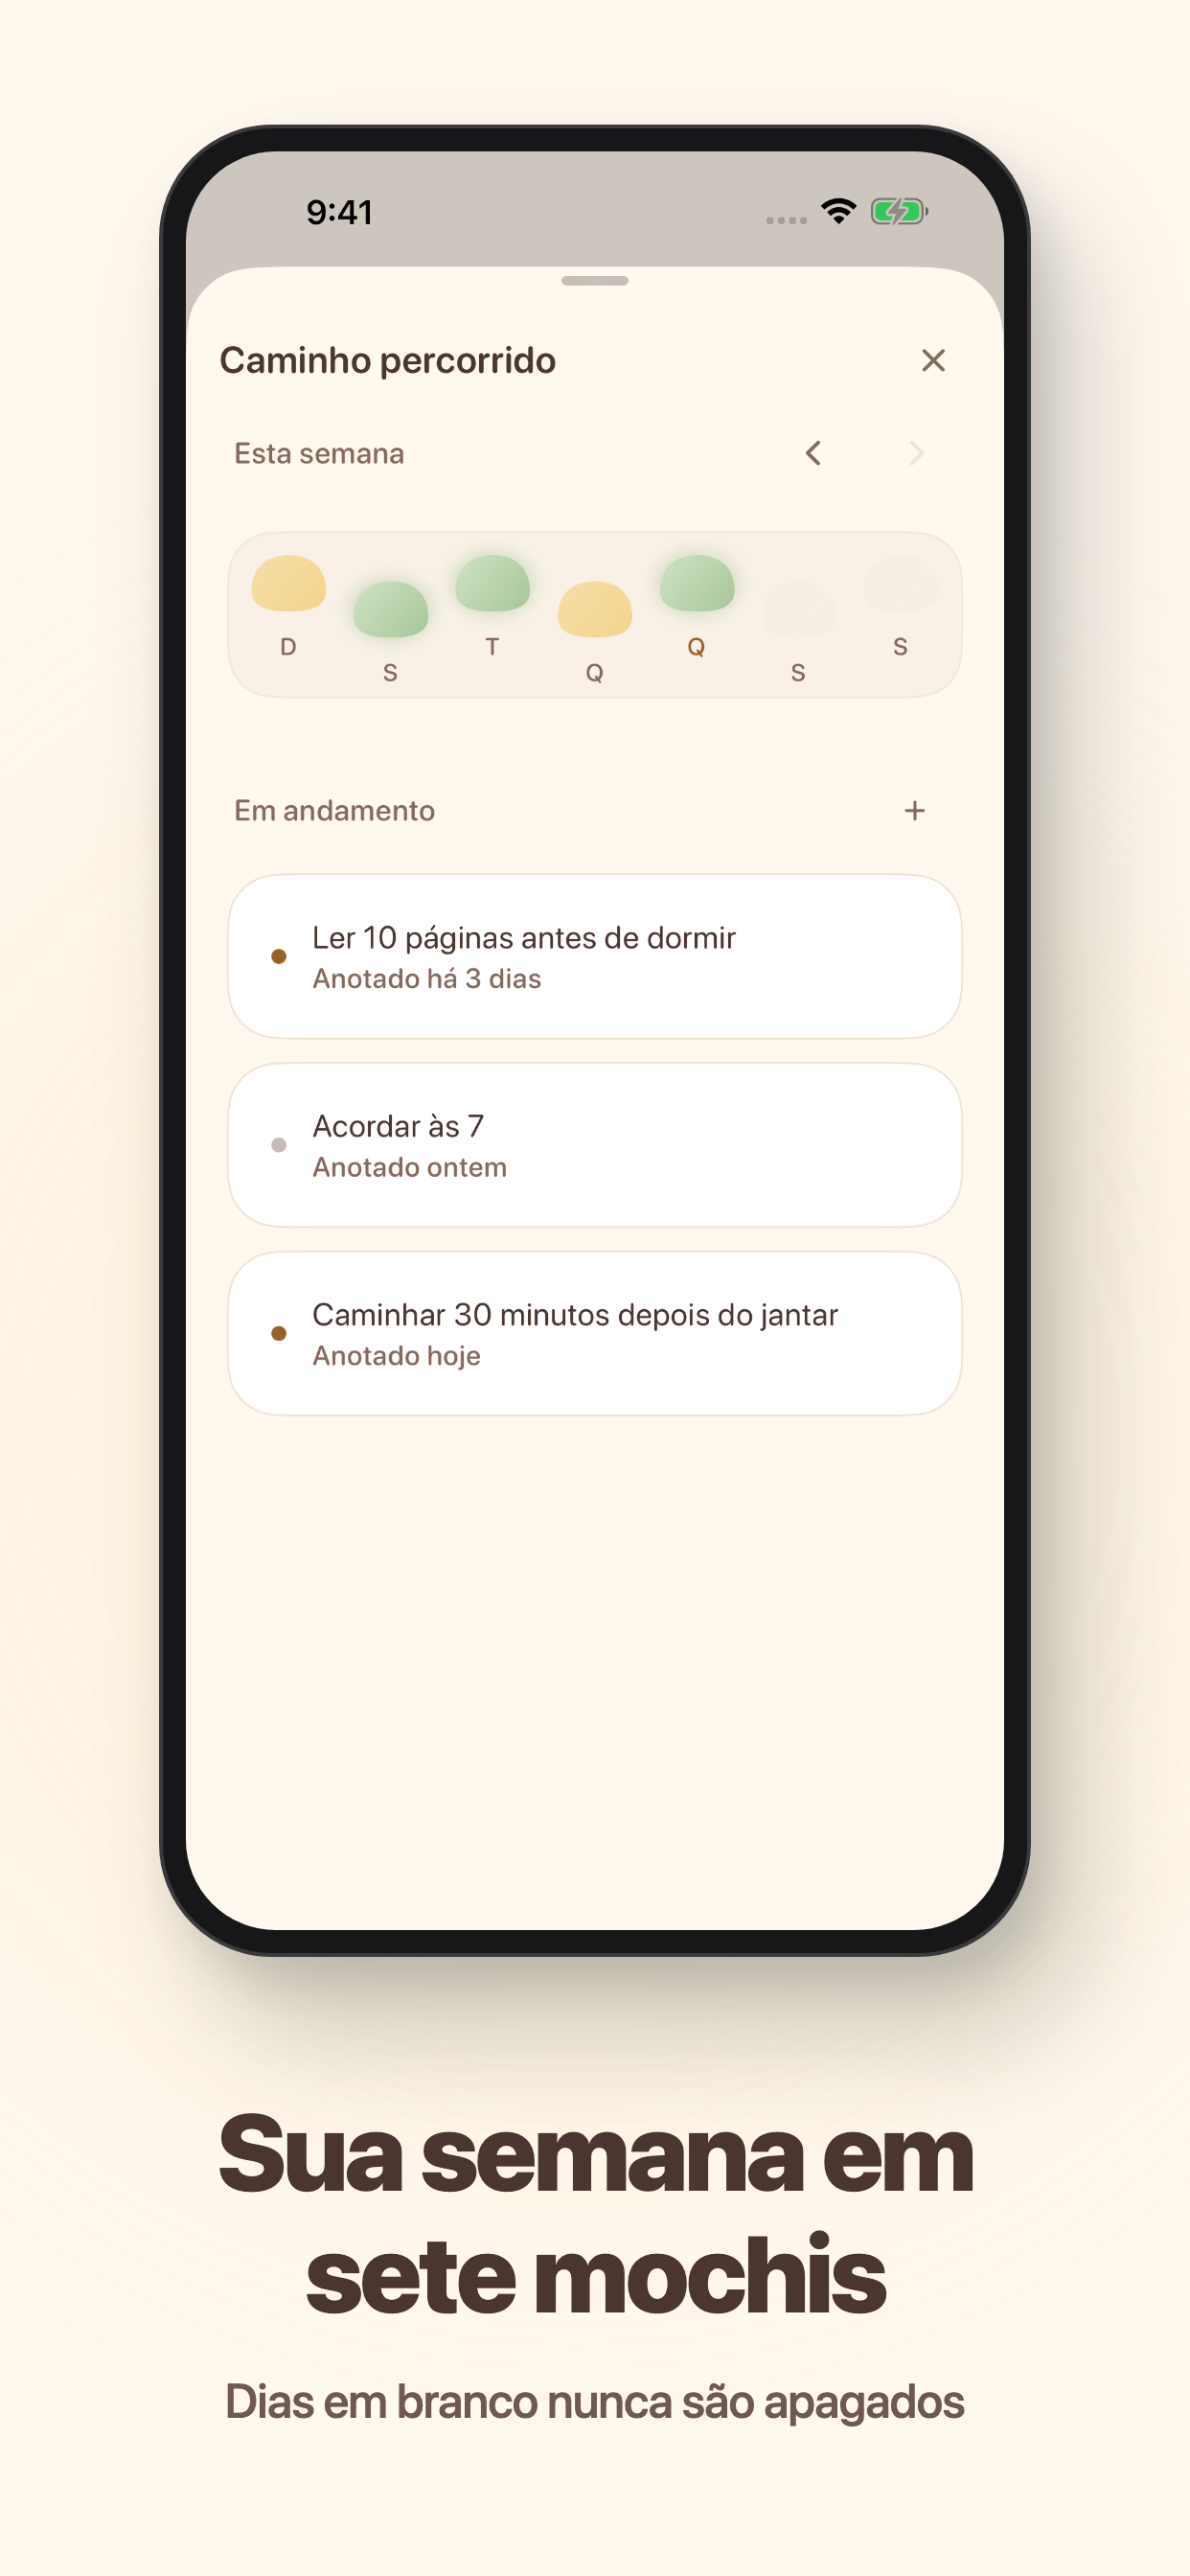 9:41
Caminho percorrido
Esta semana
D
S
T
Q
Q
S
S
Em andamento
Ler 10 páginas antes de dormir
Anotado há 3 dias
Acordar às 7
Anotado ontem
Caminhar 30 minutos depois do jantar
Anotado hoje
Sua semana em
sete mochis
Dias em branco nunca são apagados